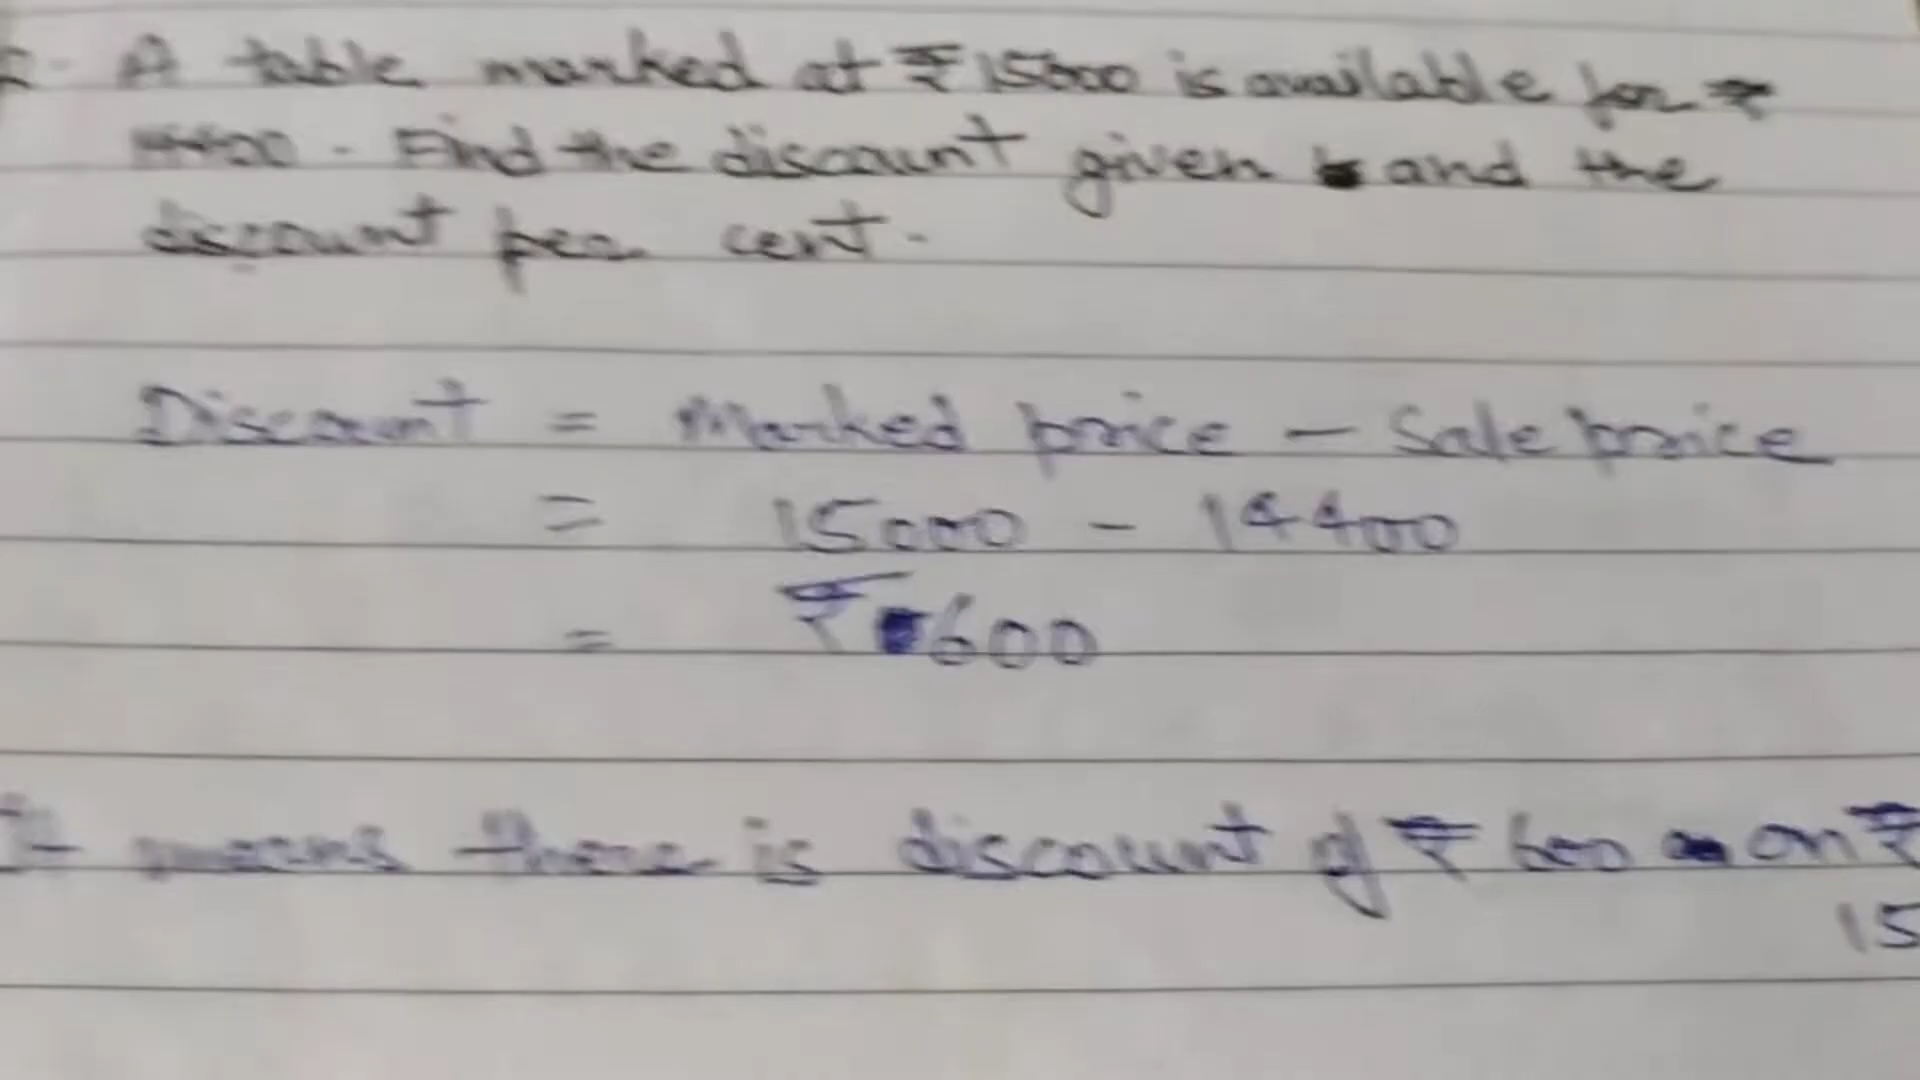 A table marked at ₹ 15000 is available for ₹
14400. Find the discount given and the
discount per cent.
Discount = Marked price - Sale price
= 15000 - 14400
= ₹ 600
It means there is discount of ₹ 600 on ₹
15